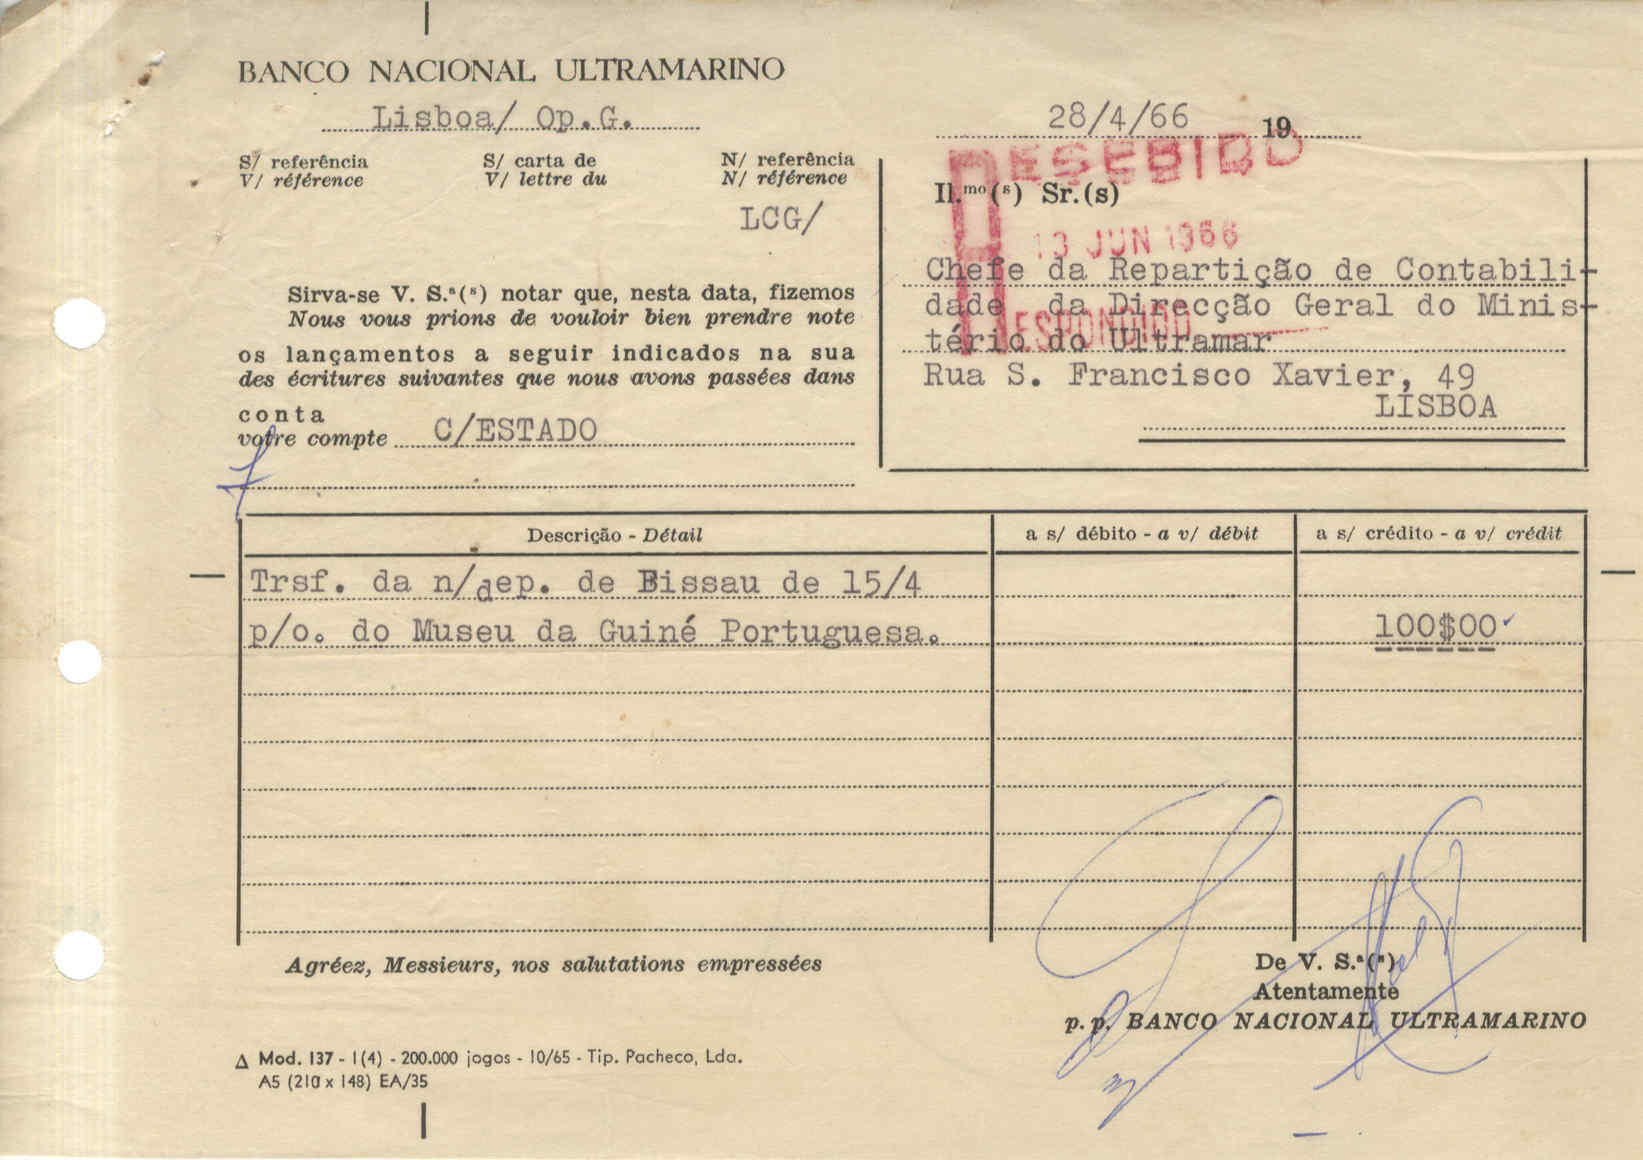 BANCO NACIONAL ULTRAMARINO
Lisboa/ Op.G.
28/4/66 19
S/ referência S/ carta de N/ referência
V/ référence V/ lettre du N/ référence
LCG/
Il.mo(s) Sr.(s)
13 JUN 1966
Chefe da Repartição de Contabili-
dade da Direcção Geral do Minis-
ESPONDIDO
tério do Ultramar
Rua S. Francisco Xavier, 49
LISBOA
Sirva-se V. S.ª(s) notar que, nesta data, fizemos
Nous vous prions de vouloir bien prendre note
os lançamentos a seguir indicados na sua
des écritures suivantes que nous avons passées dans
conta
votre compte C/ESTADO
Descrição - Détail a s/ débito - a v/ débit a s/ crédito - a v/ crédit
Trsf. da n/dep. de Bissau de 15/4
p/o. do Museu da Guiné Portuguesa. 100$00
Agréez, Messieurs, nos salutations empressées
De V. S.ª(s)
Atentamente
p. p. BANCO NACIONAL ULTRAMARINO
Δ Mod. 137 - 1(4) - 200.000 jogos - 10/65 - Tip. Pacheco, Lda.
A5 (210 x 148) EA/35